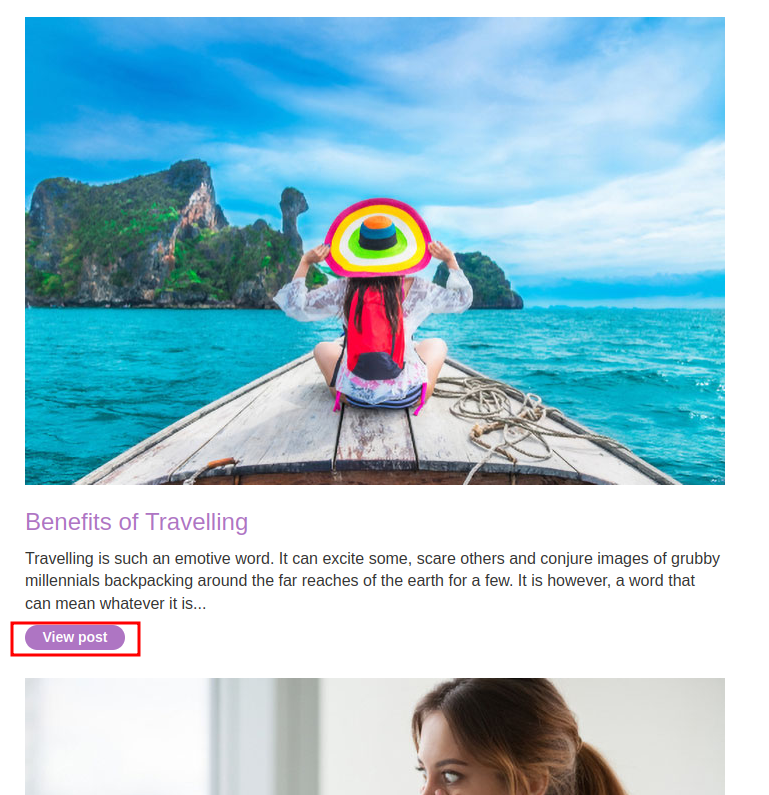 Benefits of Travelling
Travelling is such an emotive word. It can excite some, scare others and conjure images of grubby
millennials backpacking around the far reaches of the earth for a few. It is however, a word that
can mean whatever it is...
View post